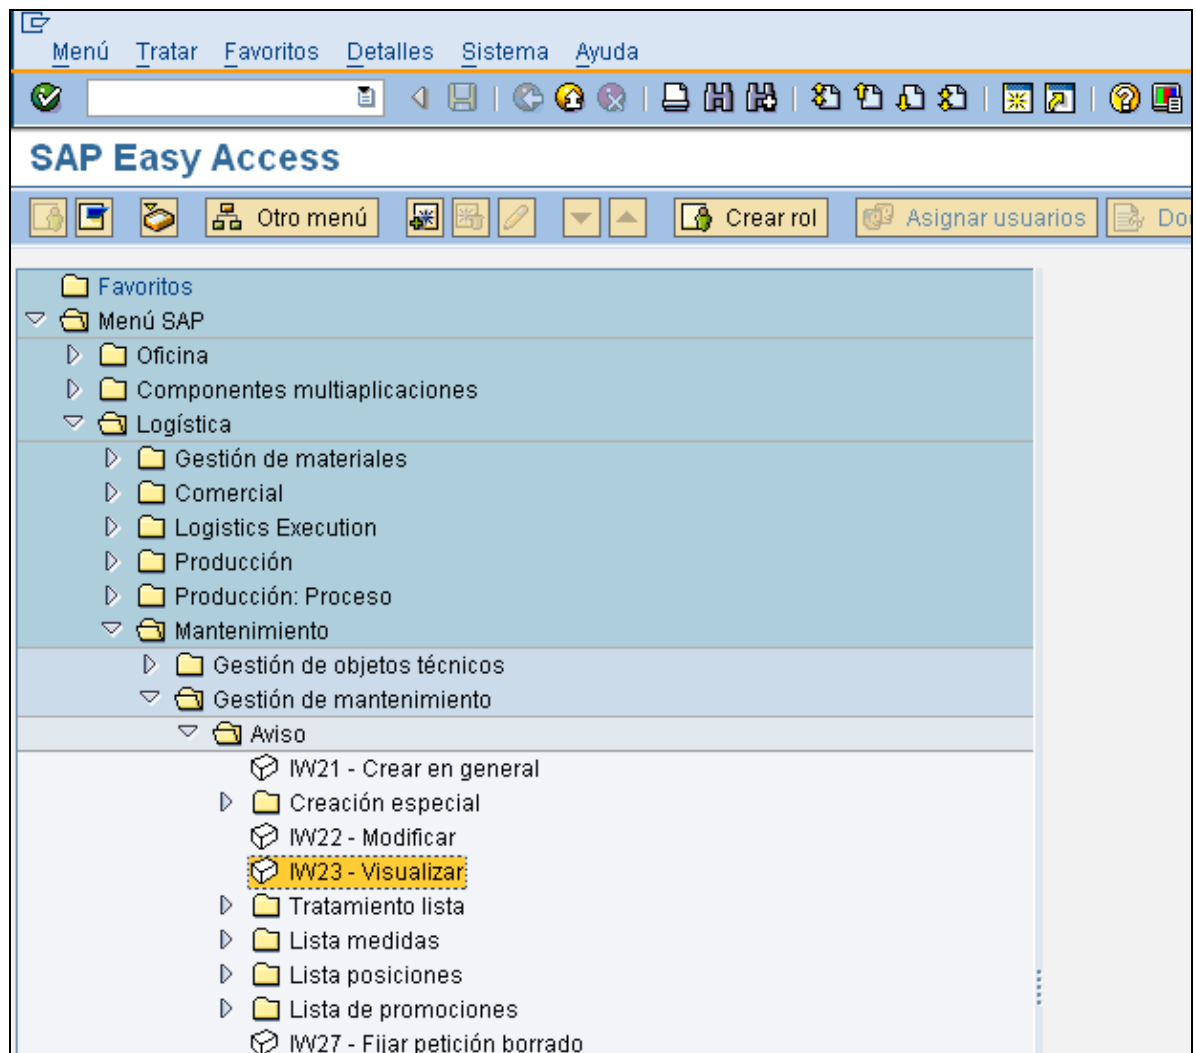 Menú Tratar Favoritos Detalles Sistema Ayuda
SAP Easy Access
Otro menú Crear rol Asignar usuarios
Favoritos
Menú SAP
Oficina
Componentes multiaplicaciones
Logística
Gestión de materiales
Comercial
Logistics Execution
Producción
Producción: Proceso
Mantenimiento
Gestión de objetos técnicos
Gestión de mantenimiento
Aviso
IW21 - Crear en general
Creación especial
IW22 - Modificar
IW23 - Visualizar
Tratamiento lista
Lista medidas
Lista posiciones
Lista de promociones
IW27 - Fijar petición borrado